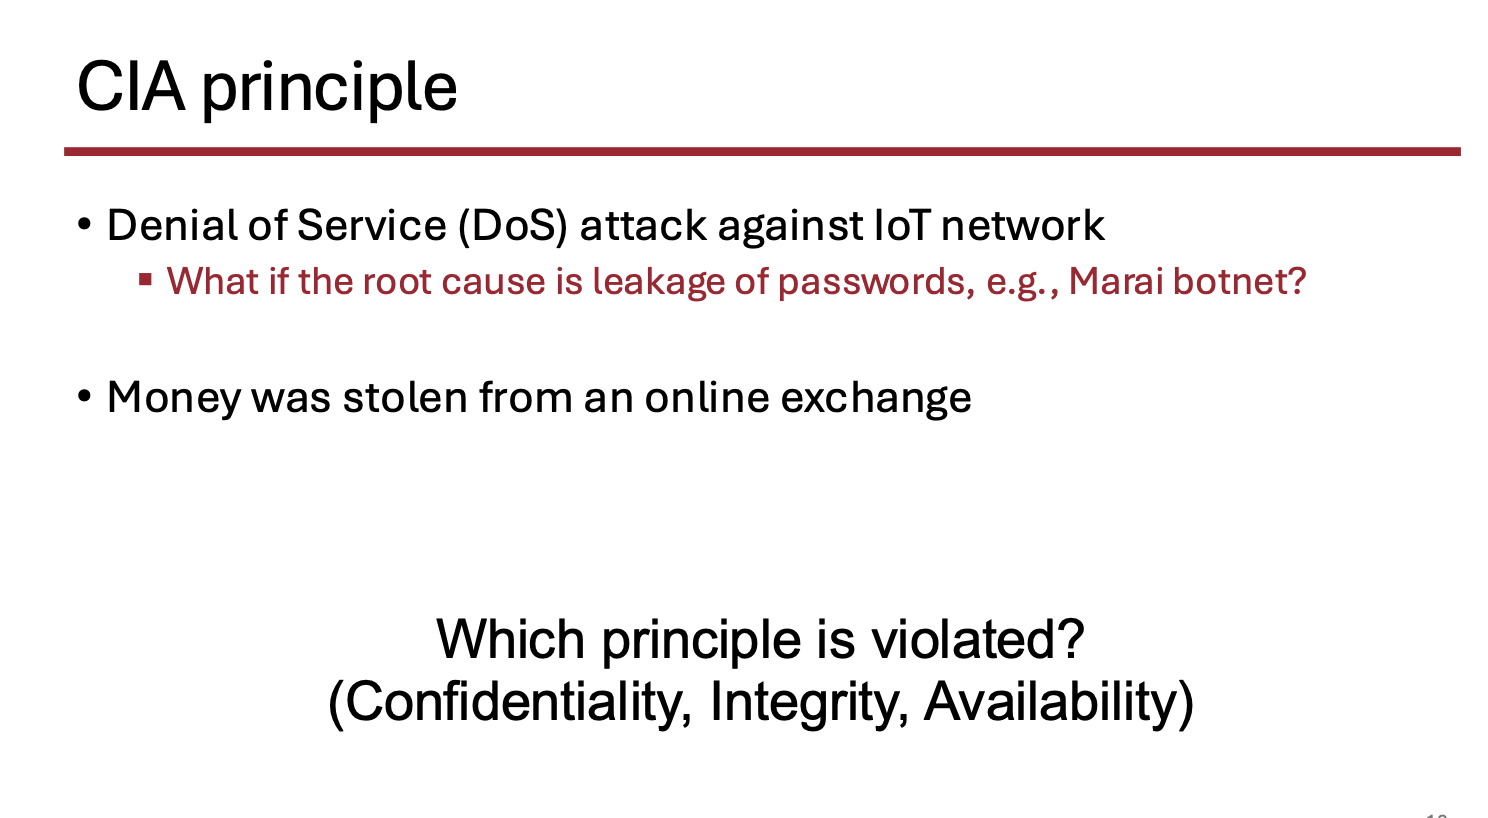 CIA principle
• Denial of Service (DoS) attack against IoT network
▪ What if the root cause is leakage of passwords, e.g., Marai botnet?
• Money was stolen from an online exchange
Which principle is violated?
(Confidentiality, Integrity, Availability)